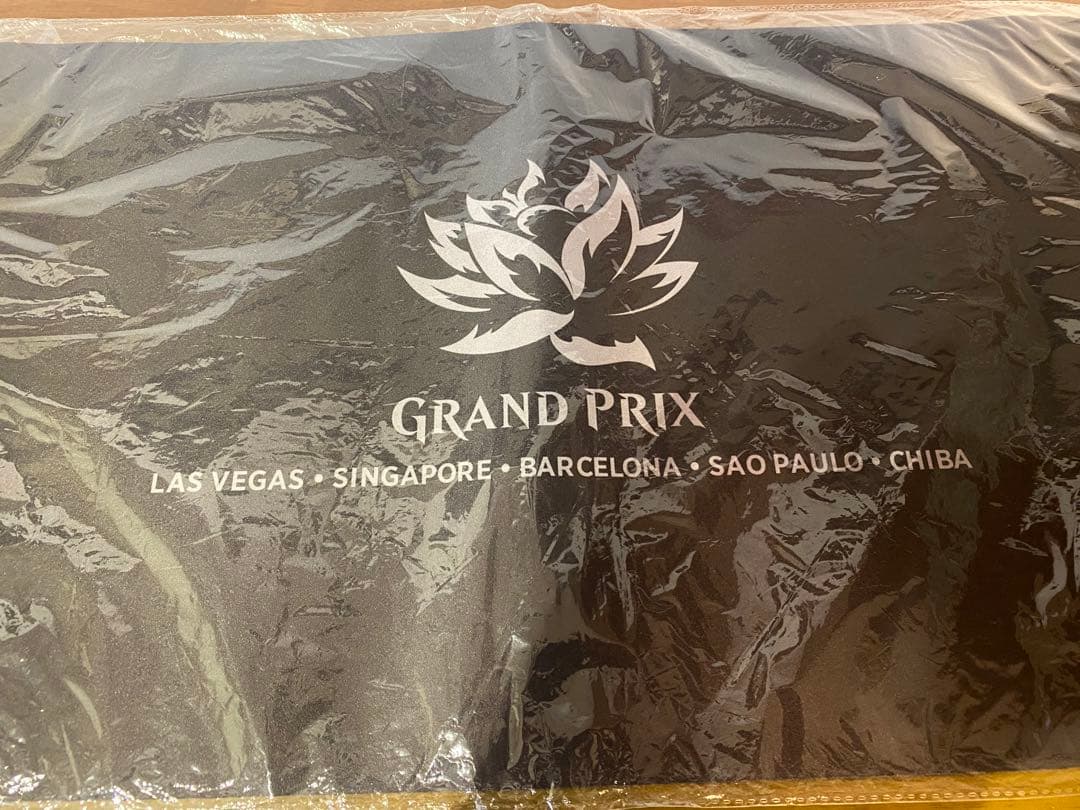 GRAND PRIX
LAS VEGAS • SINGAPORE • BARCELONA • SAO PAULO • CHIBA